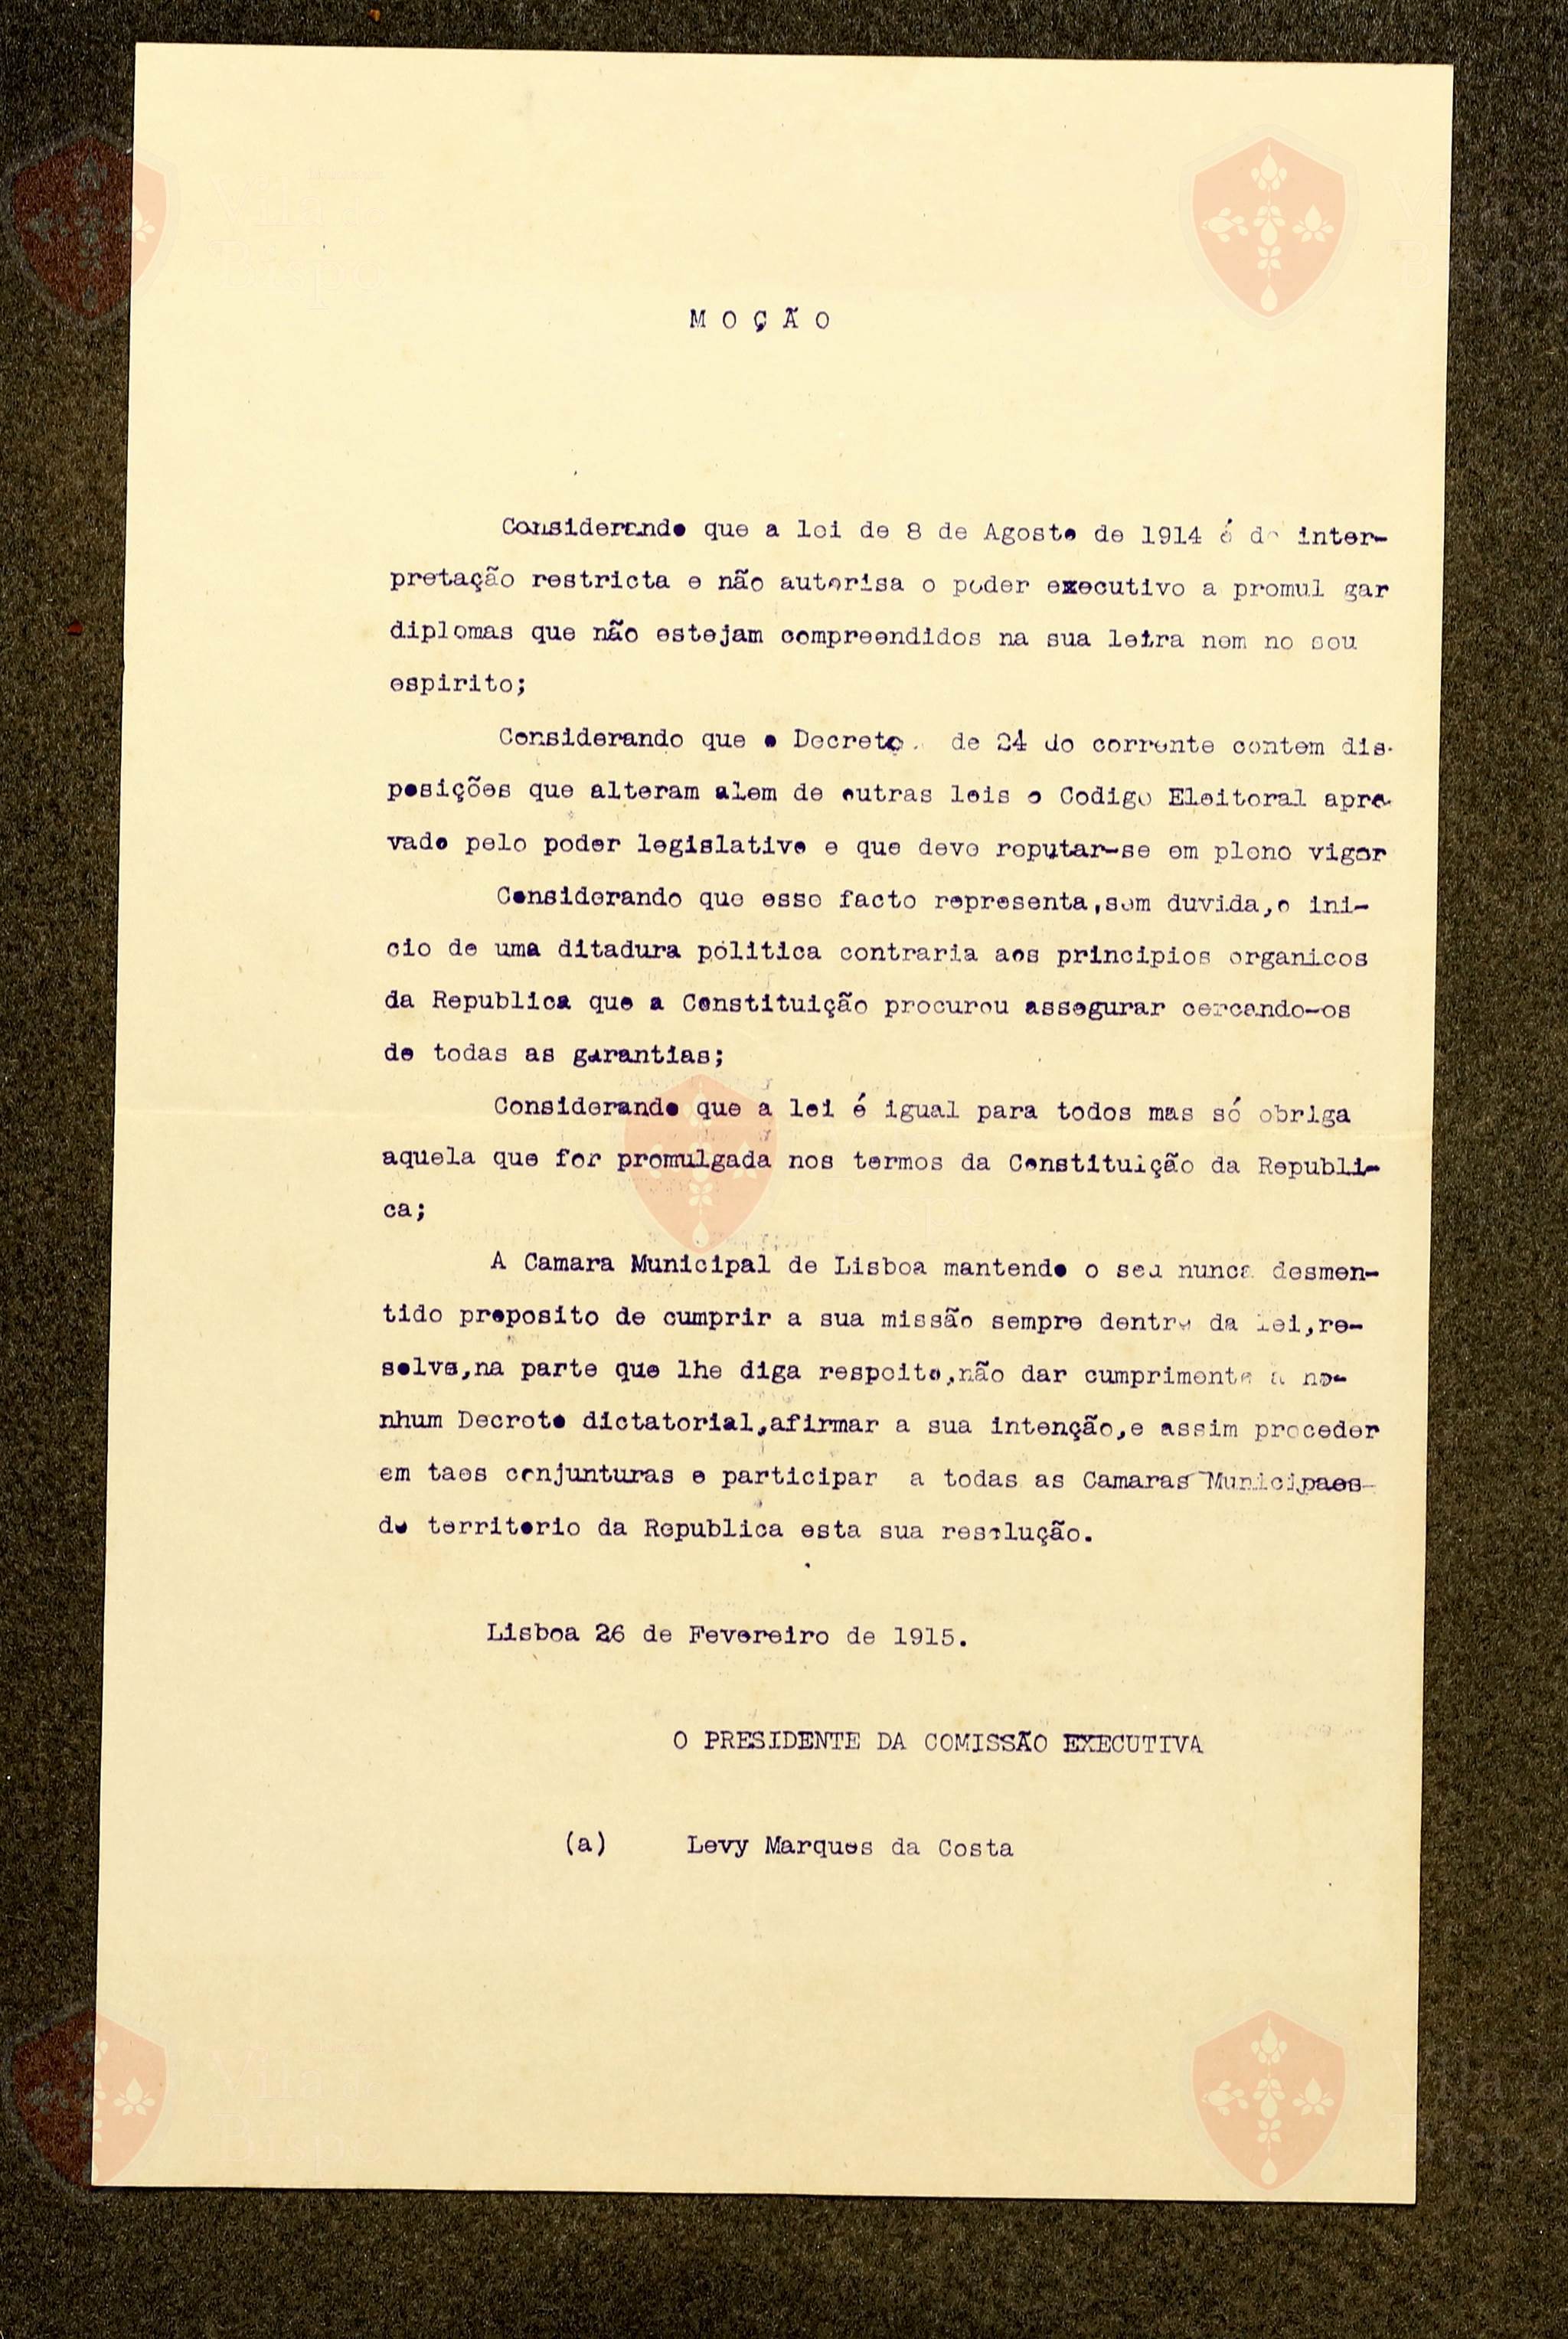 MOÇÃO
Considerando que a lei de 8 de Agosto de 1914 é de inter-
pretação restricta e não autorisa o poder executivo a promul gar
diplomas que não estejam compreendidos na sua letra nem no seu
espirito;
Considerando que o Decreto de 24 do corrente contem dis-
posições que alteram alem de outras leis o Codigo Eleitoral apro-
vado pelo poder legislativo e que deve reputar-se em pleno vigor
Considerando que esse facto representa,sem duvida,o ini-
cio de uma ditadura politica contraria aos principios organicos
da Republica que a Constituição procurou assegurar cercando-os
de todas as garantias;
Considerando que a lei é igual para todos mas só obriga
aquela que for promulgada nos termos da Constituição da Republi-
ca;
A Camara Municipal de Lisboa mantendo o seu nunca desmen-
tido proposito de cumprir a sua missão sempre dentro da lei,re-
solve,na parte que lhe diga respeito,não dar cumprimento a ne-
nhum Decreto dictatorial,afirmar a sua intenção,e assim proceder
em taes conjunturas e participar a todas as Camaras Municipaes
do territorio da Republica esta sua resolução.
Lisboa 26 de Fevereiro de 1915.
O PRESIDENTE DA COMISSÃO EXECUTIVA
(a) Levy Marques da Costa
Vila
Bispo
Bispo
Vila
Bispo